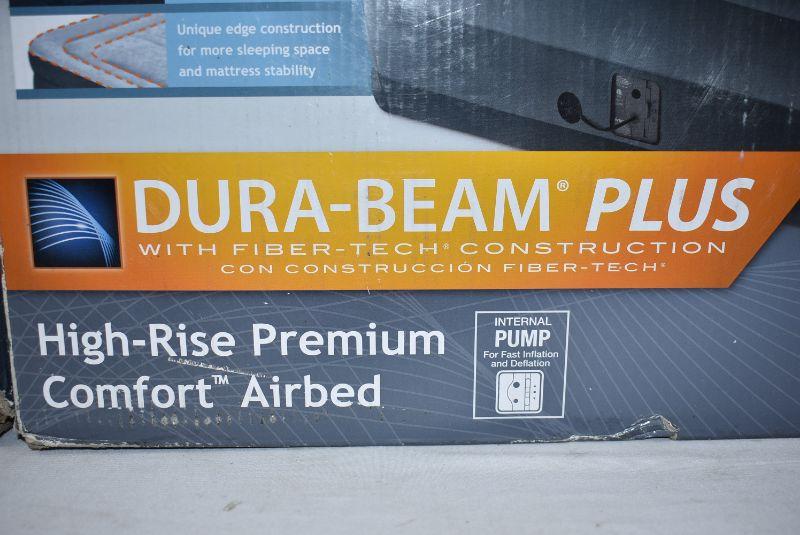 Unique edge construction
for more sleeping space
and mattress stability
DURA-BEAM® PLUS
WITH FIBER-TECH® CONSTRUCTION
CON CONSTRUCCIÓN FIBER-TECH®
High-Rise Premium
Comfort™ Airbed
INTERNAL
PUMP
For Fast Inflation
and Deflation